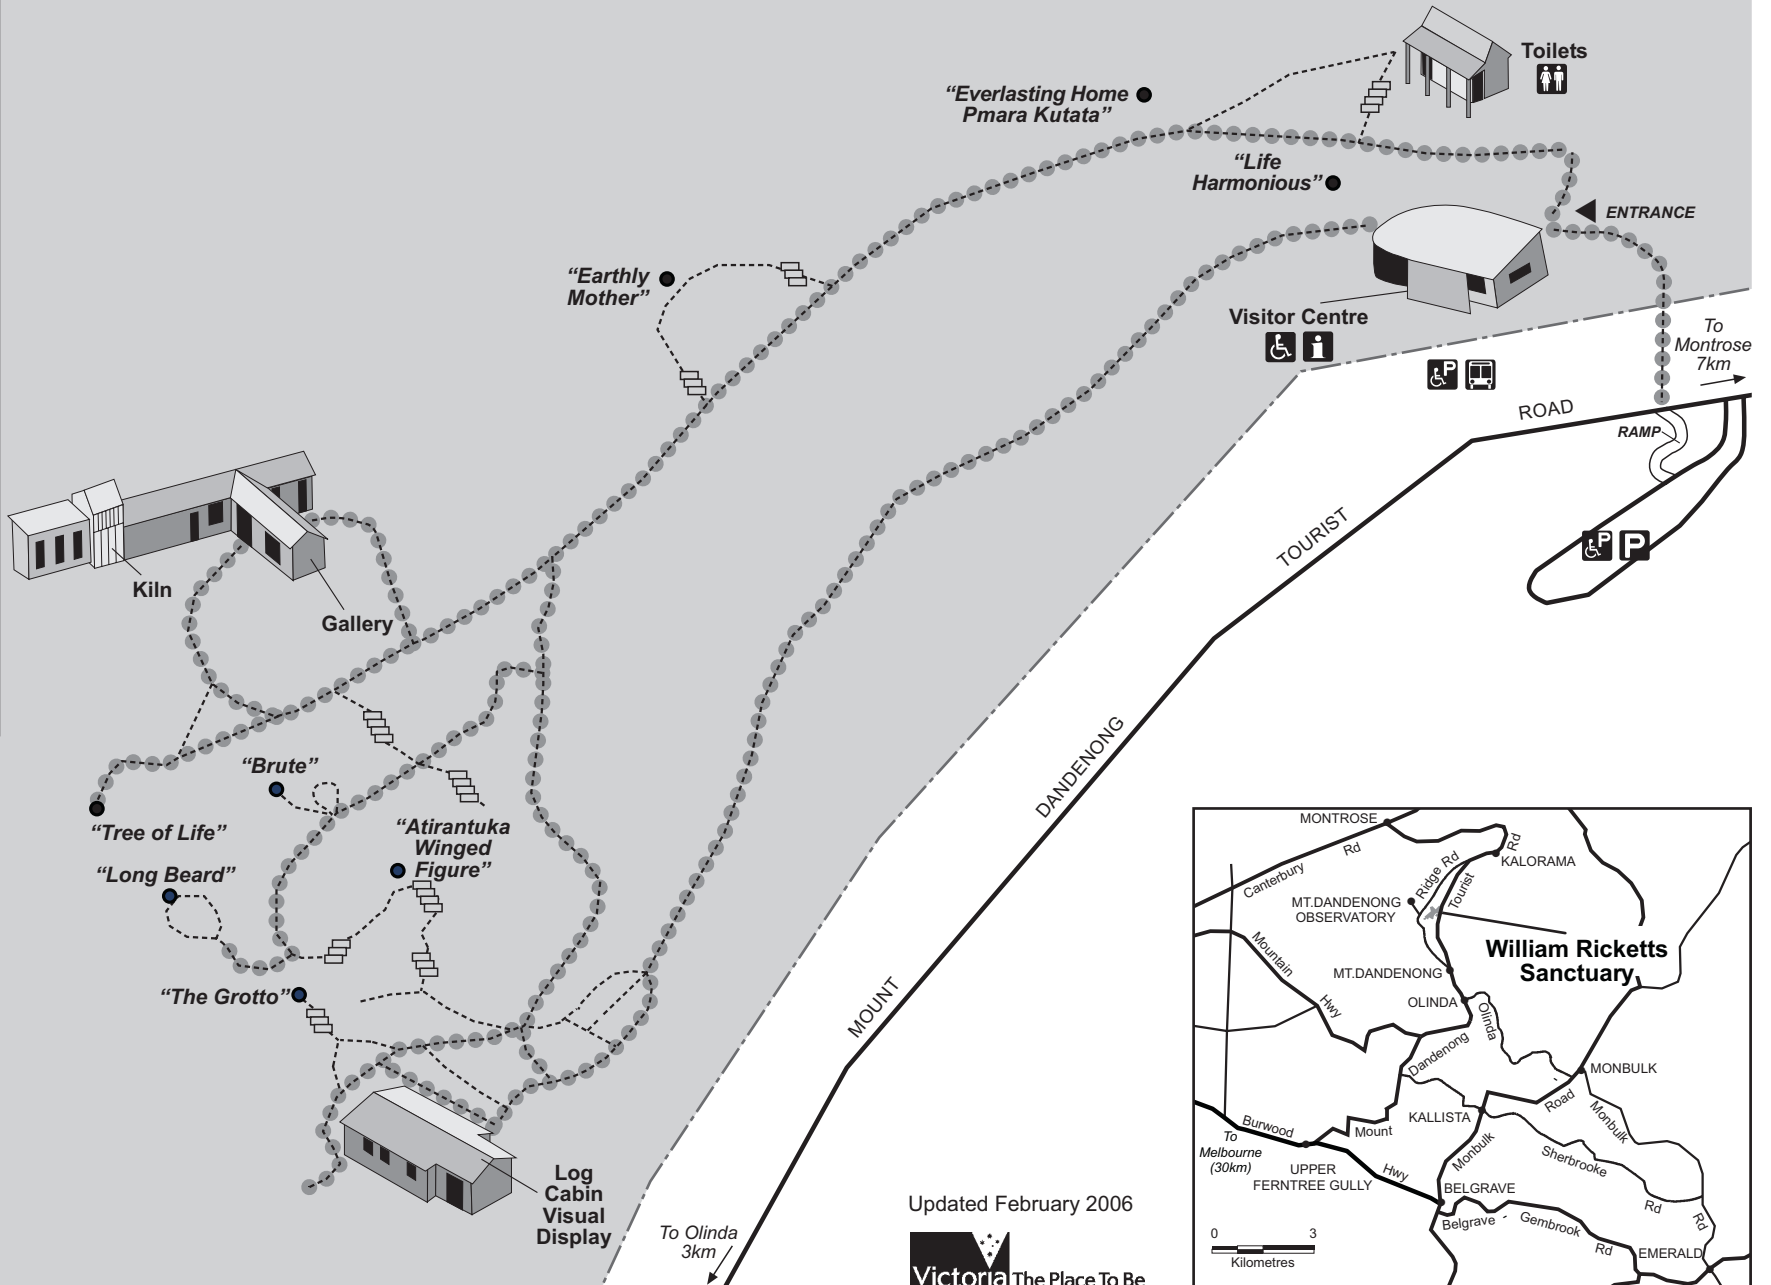 Toilets
“Everlasting Home
Pmara Kutata”
“Life
Harmonious”
ENTRANCE
“Earthly
Mother”
Visitor Centre
To
Montrose
7km
P
ROAD
RAMP
TOURIST
P
P
Kiln
Gallery
DANDENONG
“Brute”
“Tree of Life”
“Atirantuka
Winged
Figure”
“Long Beard”
“The Grotto”
MOUNT
Log
Cabin
Visual
Display
To Olinda
3km
Updated February 2006
Victoria The Place To Be
MONTROSE
Rd
Canterbury
Rd
KALORAMA
Ridge Rd
Tourist
MT.DANDENONG
OBSERVATORY
William Ricketts
Sanctuary
Mountain
Hwy
MT.DANDENONG
OLINDA
Olinda
Dandenong
MONBULK
Road
Monbulk
KALLISTA
Burwood
Mount
To
Melbourne
(30km)
Monbulk
Sherbrooke
Rd
UPPER
FERNTREE GULLY
Hwy
BELGRAVE
Belgrave - Gembrook
Rd
Rd
EMERALD
0 3
Kilometres